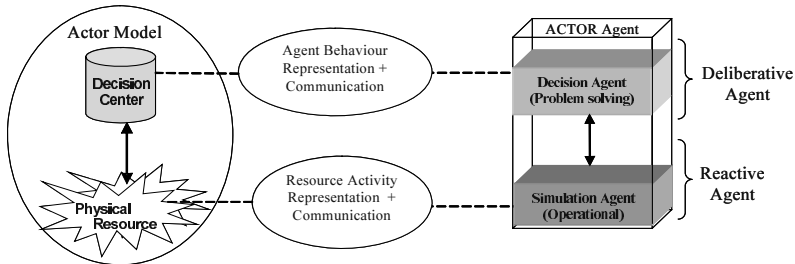 Actor Model
Decision
Center
Physical
Resource
Agent Behaviour
Representation +
Communication
Resource Activity
Representation +
Communication
ACTOR Agent
Decision Agent
(Problem solving)
Simulation Agent
(Operational)
Deliberative
Agent
Reactive
Agent